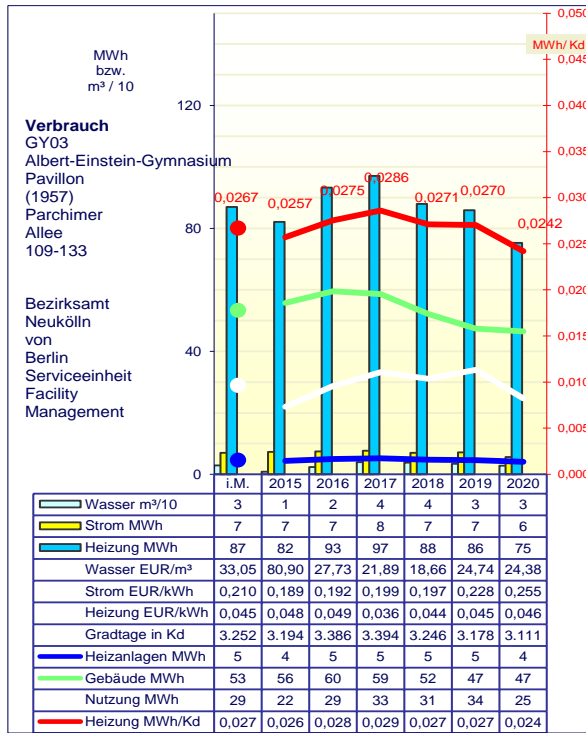 MWh
bzw.
m³ / 10
Verbrauch
GY03
Albert-Einstein-Gymnasium
Pavillon
(1957)
Parchimer
Allee
109-133
Bezirksamt
Neukölln
von
Berlin
Serviceeinheit
Facility
Management
120
80
40
0
MWh/ Kd
0,050
0,045
0,040
0,035
0,030
0,025
0,020
0,015
0,010
0,005
0,000
0,0267 0,0257 0,0275 0,0286 0,0271 0,0270 0,0242
i.M. 2015 2016 2017 2018 2019 2020
Wasser m³/10 3 1 2 4 4 3 3
Strom MWh 7 7 7 8 7 7 6
Heizung MWh 87 82 93 97 88 86 75
Wasser EUR/m³ 33,05 80,90 27,73 21,89 18,66 24,74 24,38
Strom EUR/kWh 0,210 0,189 0,192 0,199 0,197 0,228 0,255
Heizung EUR/kWh 0,045 0,048 0,049 0,036 0,044 0,045 0,046
Gradtage in Kd 3.252 3.194 3.386 3.394 3.246 3.178 3.111
Heizanlagen MWh 5 4 5 5 5 5 4
Gebäude MWh 53 56 60 59 52 47 47
Nutzung MWh 29 22 29 33 31 34 25
Heizung MWh/Kd 0,027 0,026 0,028 0,029 0,027 0,027 0,024